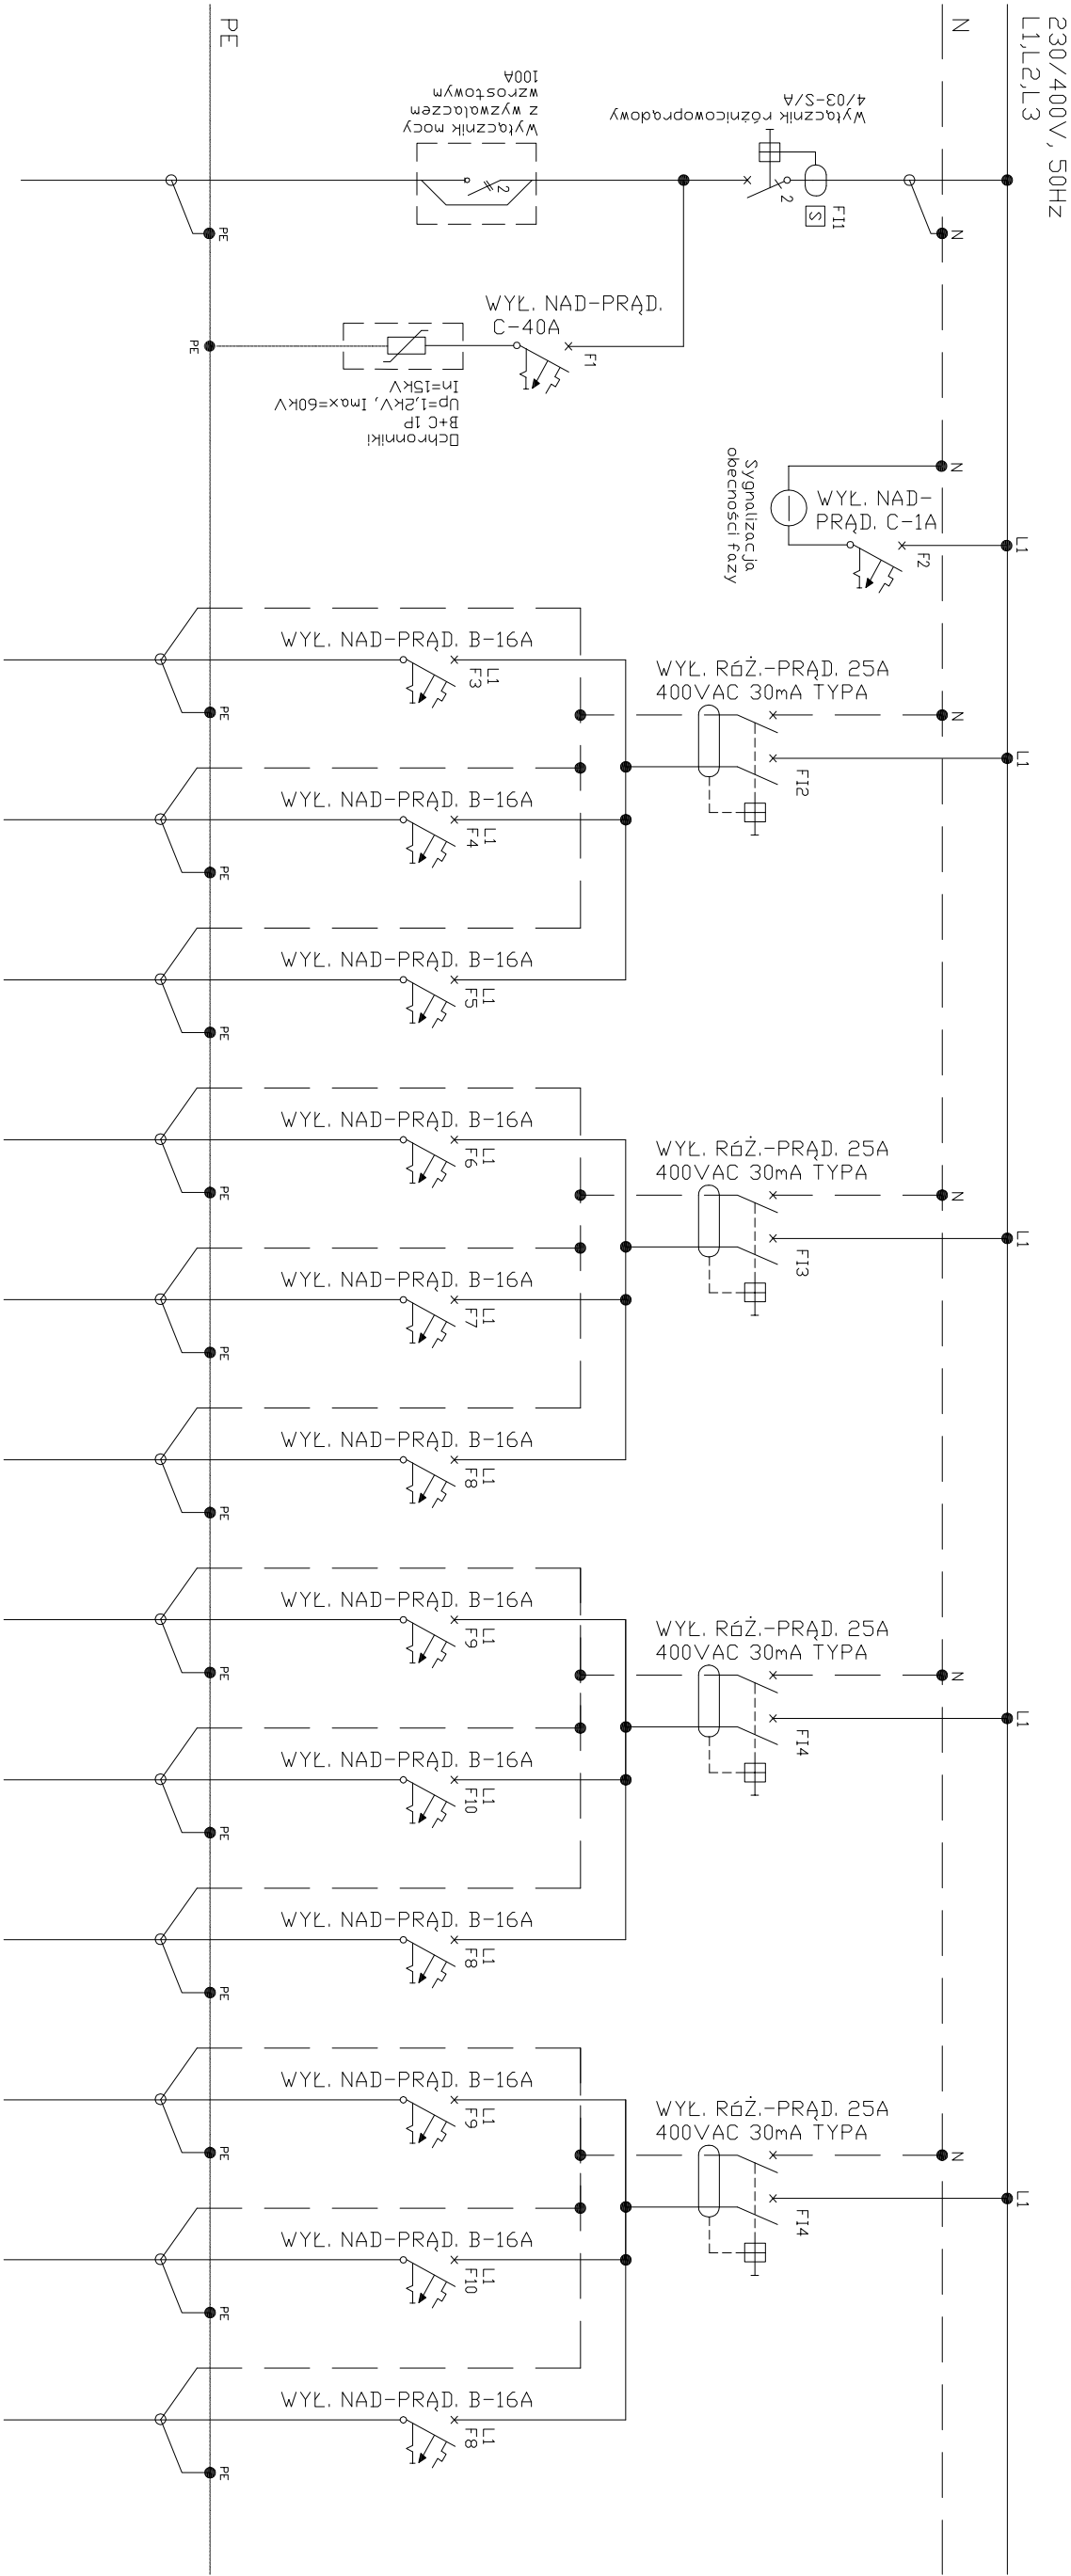 230/400V, 50Hz
L1,L2,L3
N
PE
Wyłącznik różnicowoprądowy
4/03-S/A
FI1
S
2
N
Wyłącznik mocy
z wyzwalaczem
wzrostowym
100A
2
PE
WYŁ. NAD-PRĄD.
C-40A
F1
Ochronniki
B+C 1P
Up=1,2kV, Imax=60kV
In=15kV
PE
N
L1
WYŁ. NAD-
PRĄD. C-1A
F2
Sygnalizacja
obecności fazy
WYŁ. RóŻ.-PRĄD. 25A
400VAC 30mA TYPA
FI2
N
L1
WYŁ. NAD-PRĄD. B-16A
L1
F3
PE
WYŁ. NAD-PRĄD. B-16A
L1
F4
PE
WYŁ. NAD-PRĄD. B-16A
L1
F5
PE
WYŁ. RóŻ.-PRĄD. 25A
400VAC 30mA TYPA
FI3
N
L1
WYŁ. NAD-PRĄD. B-16A
L1
F6
PE
WYŁ. NAD-PRĄD. B-16A
L1
F7
PE
WYŁ. NAD-PRĄD. B-16A
L1
F8
PE
WYŁ. RóŻ.-PRĄD. 25A
400VAC 30mA TYPA
FI4
N
L1
WYŁ. NAD-PRĄD. B-16A
L1
F9
PE
WYŁ. NAD-PRĄD. B-16A
L1
F10
PE
WYŁ. NAD-PRĄD. B-16A
L1
F8
PE
WYŁ. RóŻ.-PRĄD. 25A
400VAC 30mA TYPA
FI4
N
L1
WYŁ. NAD-PRĄD. B-16A
L1
F9
PE
WYŁ. NAD-PRĄD. B-16A
L1
F10
PE
WYŁ. NAD-PRĄD. B-16A
L1
F8
PE